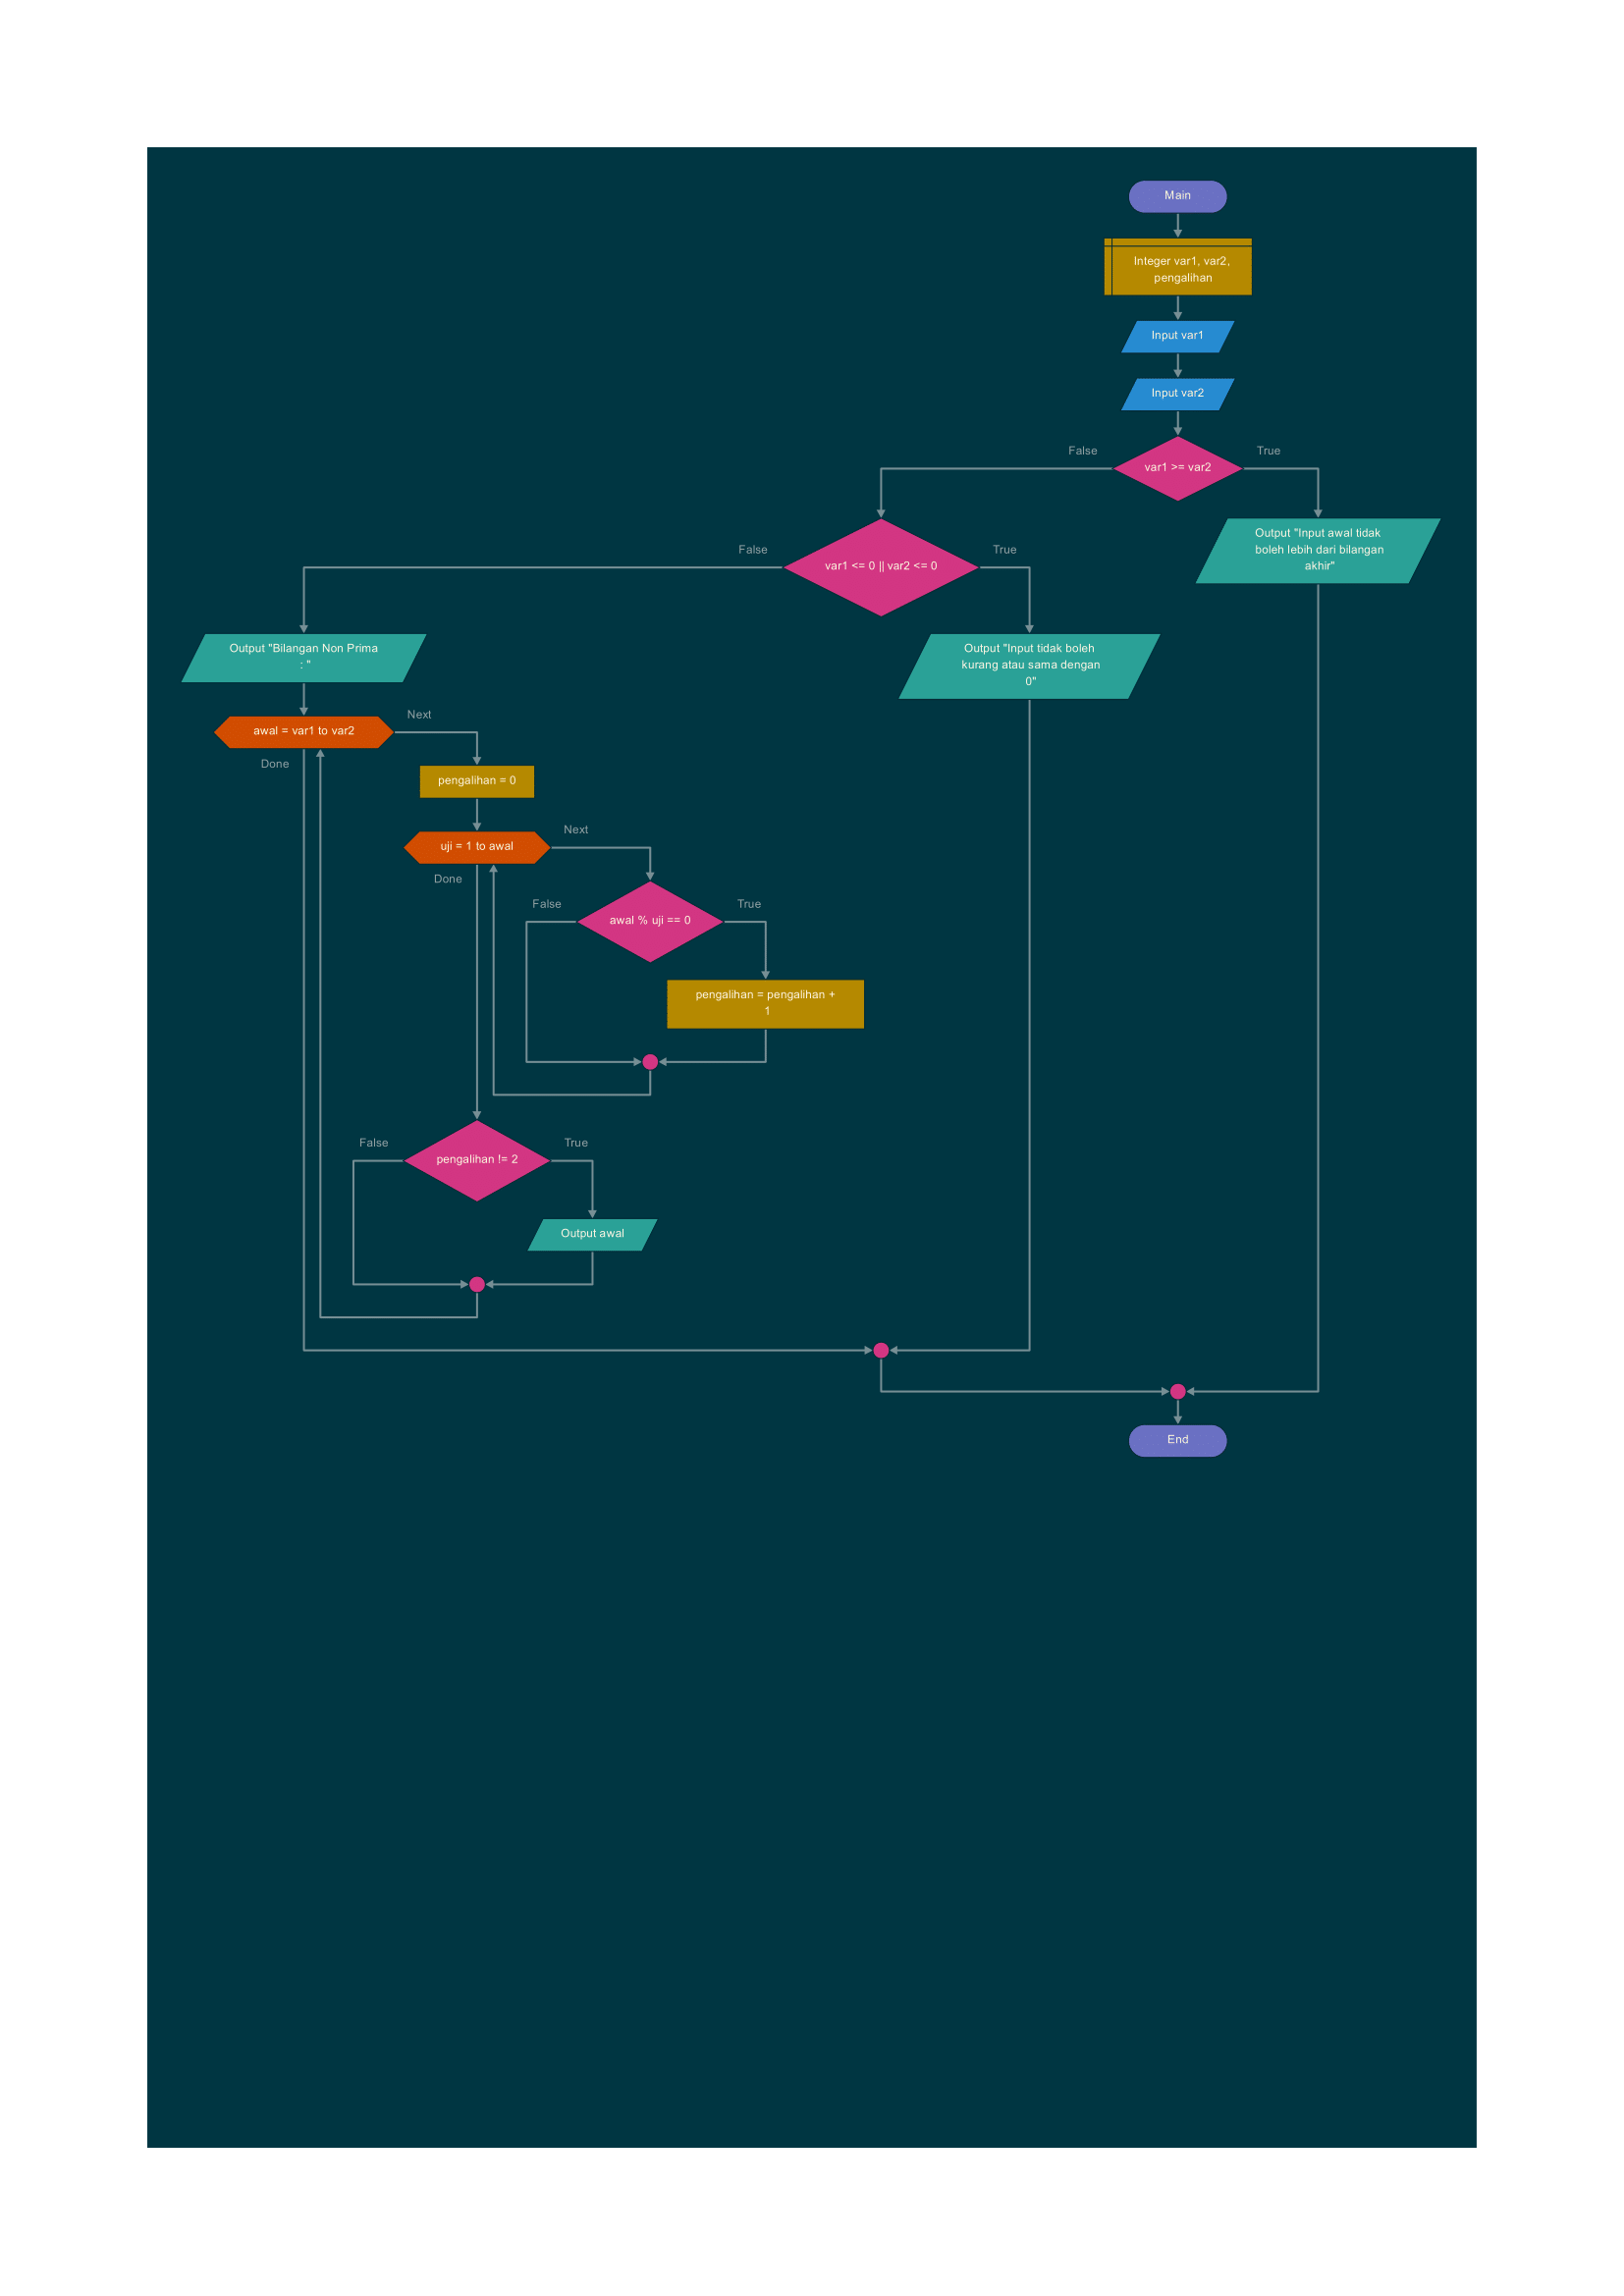 Main
Integer var1, var2,
pengalihan
Input var1
Input var2
False
True
var1 >= var2
False
True
var1 <= 0 || var2 <= 0
Output "Input awal tidak
boleh lebih dari bilangan
akhir"
Output "Bilangan Non Prima
: "
Output "Input tidak boleh
kurang atau sama dengan
0"
awal = var1 to var2
Next
Done
pengalihan = 0
uji = 1 to awal
Next
Done
False
True
awal % uji == 0
pengalihan = pengalihan +
1
False
True
pengalihan != 2
Output awal
End